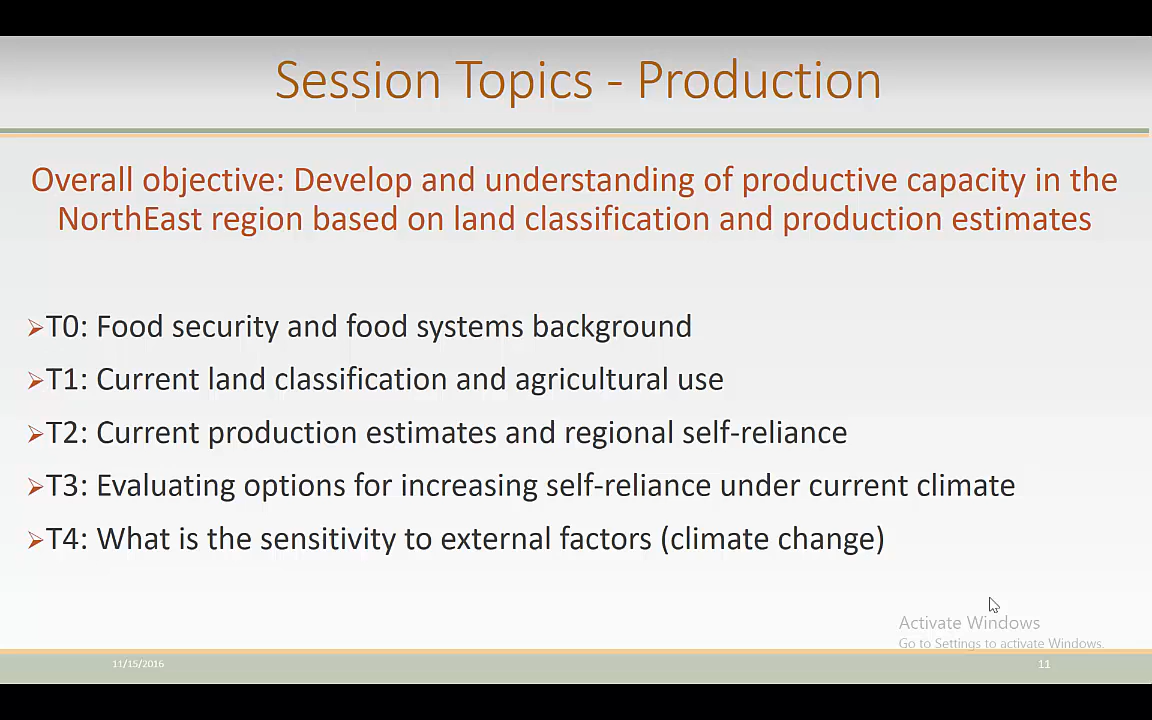 Session Topics - Production
Overall objective: Develop and understanding of productive capacity in the
NorthEast region based on land classification and production estimates
T0: Food security and food systems background
T1: Current land classification and agricultural use
T2: Current production estimates and regional self-reliance
T3: Evaluating options for increasing self-reliance under current climate
T4: What is the sensitivity to external factors (climate change)
Activate Windows
Go to Settings to activate Windows.
11/15/2016
11